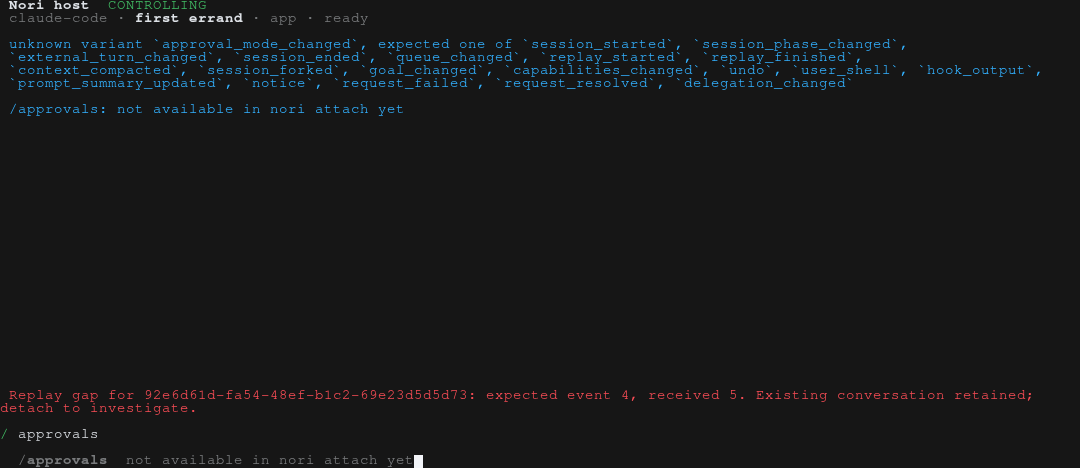 Nori host  CONTROLLING
claude-code · first errand · app · ready
unknown variant `approval_mode_changed`, expected one of `session_started`, `session_phase_changed`,
`external_turn_changed`, `session_ended`, `queue_changed`, `replay_started`, `replay_finished`,
`context_compacted`, `session_forked`, `goal_changed`, `capabilities_changed`, `undo`, `user_shell`, `hook_output`,
`prompt_summary_updated`, `notice`, `request_failed`, `request_resolved`, `delegation_changed`
/approvals: not available in nori attach yet
Replay gap for 92e6d61d-fa54-48ef-b1c2-69e23d5d5d73: expected event 4, received 5. Existing conversation retained;
detach to investigate.
/ approvals
/approvals  not available in nori attach yet